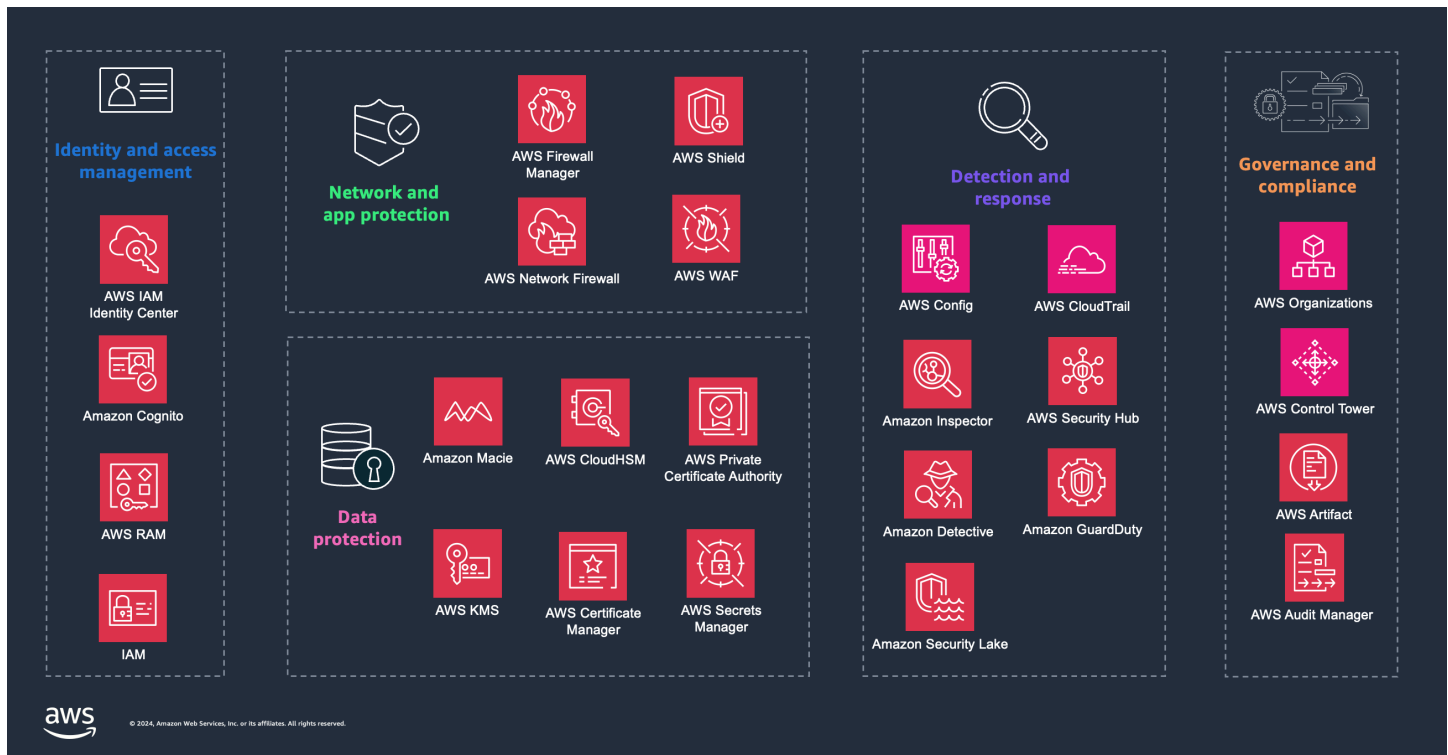 Identity and access
management
AWS IAM
Identity Center
Amazon Cognito
AWS RAM
IAM
Network and
app protection
AWS Firewall
Manager
AWS Shield
AWS Network Firewall
AWS WAF
Data
protection
Amazon Macie
AWS CloudHSM
AWS Private
Certificate Authority
AWS KMS
AWS Certificate
Manager
AWS Secrets
Manager
Detection and
response
AWS Config
AWS CloudTrail
Amazon Inspector
AWS Security Hub
Amazon Detective
Amazon GuardDuty
Amazon Security Lake
Governance and
compliance
AWS Organizations
AWS Control Tower
AWS Artifact
AWS Audit Manager
aws
© 2024, Amazon Web Services, Inc. or its affiliates. All rights reserved.